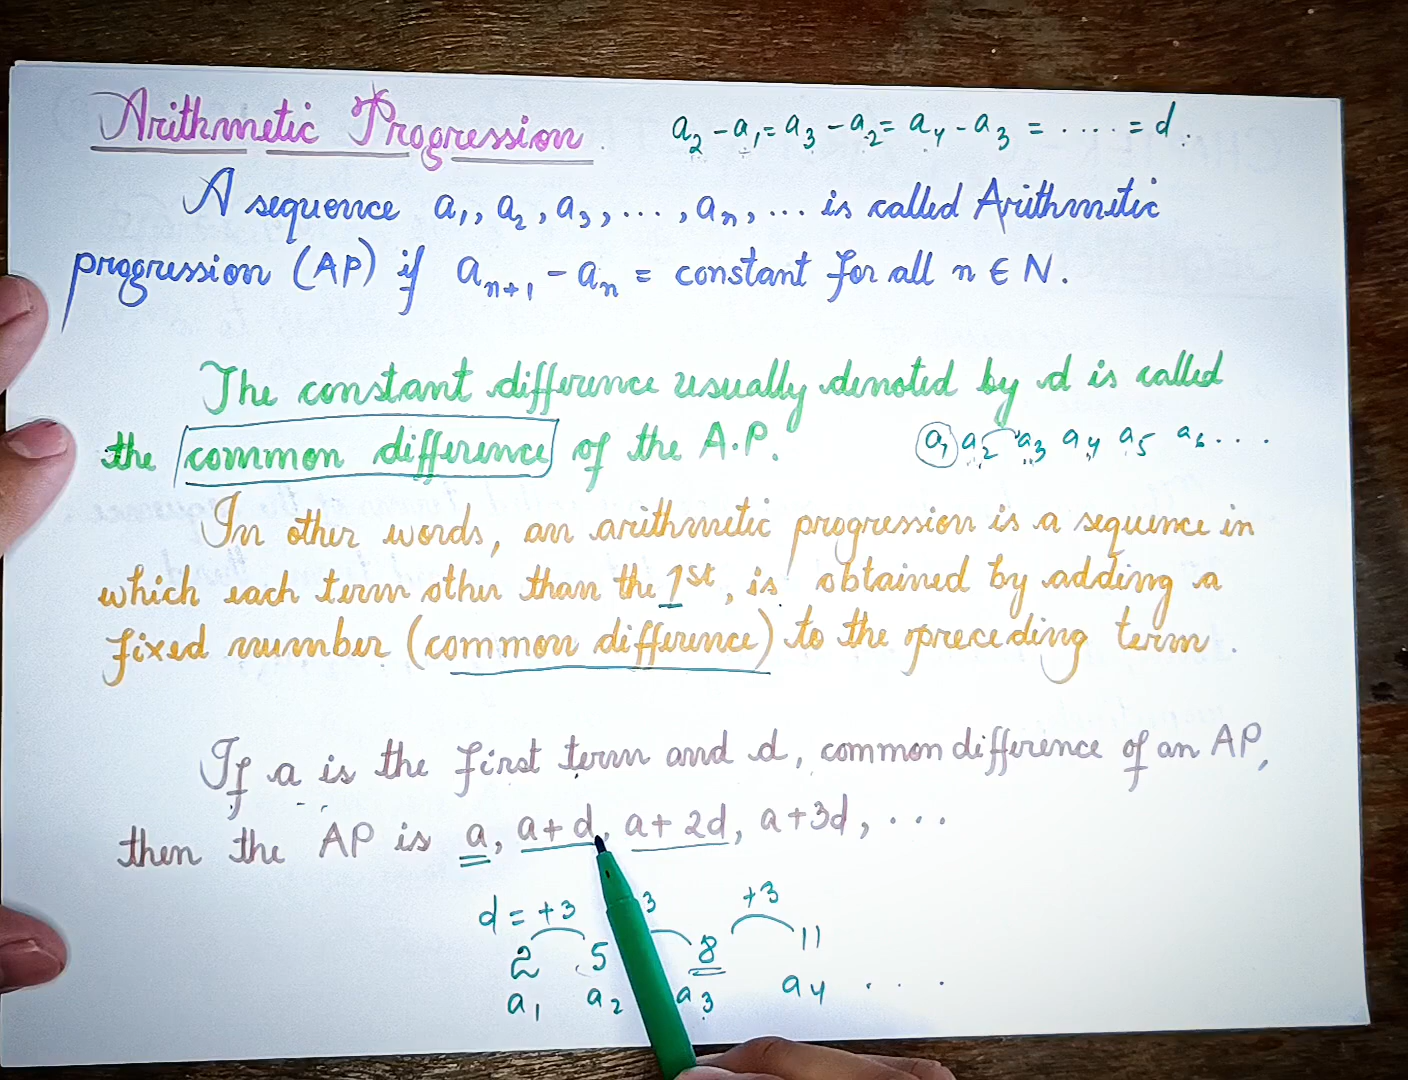 Arithmetic Progression. a₂ - a₁ = a₃ - a₂ = a₄ - a₃ = ..... = d.
A sequence a₁, a₂, a₃, ..., aₙ, ... is called Arithmetic
progression (AP) if aₙ₊₁ - aₙ = constant for all n ∈ N.
The constant difference usually denoted by d is called
the common difference of the A.P.
a₁ a₂ a₃ a₄ a₅ a₆ ....
In other words, an arithmetic progression is a sequence in
which each term other than the 1st, is obtained by adding a
fixed number (common difference) to the preceding term.
If a is the first term and d, common difference of an AP,
then the AP is a, a+d, a+2d, a+3d, ...
d = +3 3 +3
2 5 8 11
a₁ a₂ a₃ a₄ ...